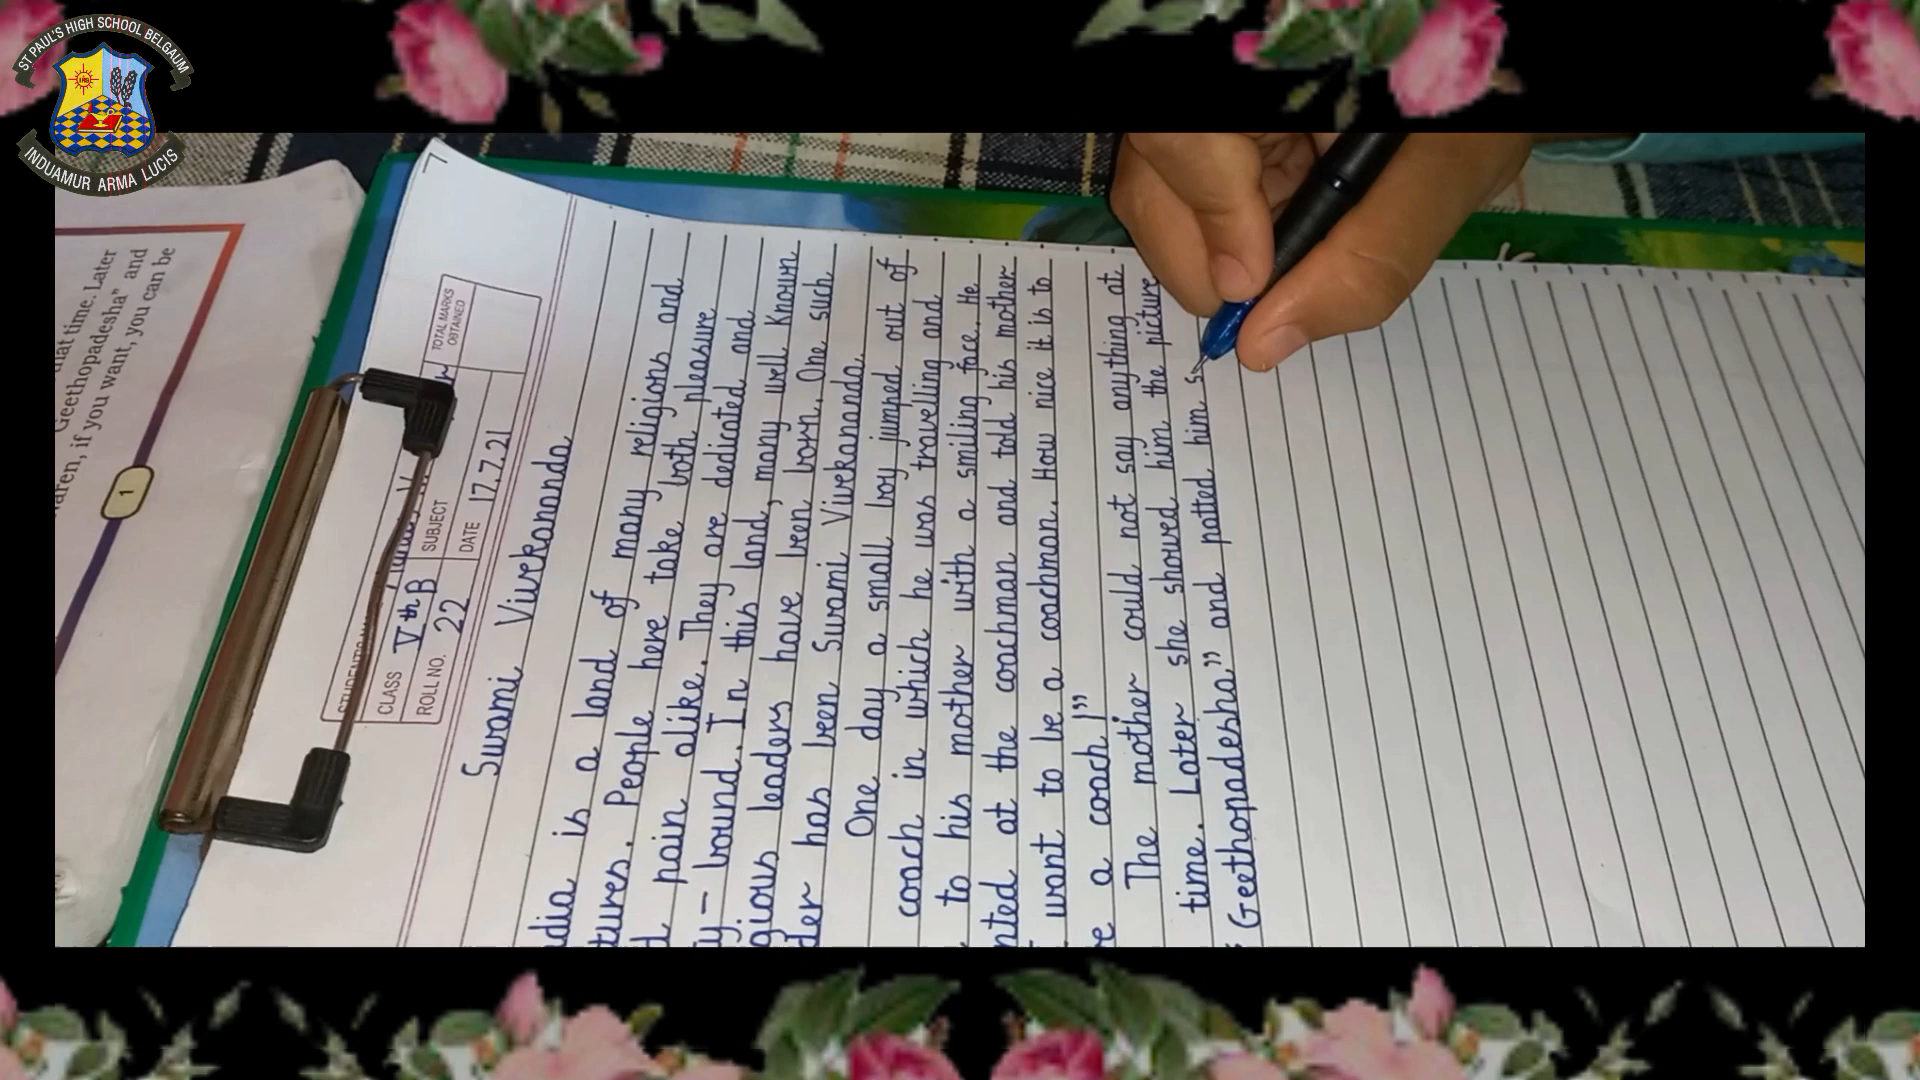 ST PAUL'S HIGH SCHOOL BELGAUM
IHS
INDUAMUR ARMA LUCIS
that time. Later
Geethopadesha" and
if you want, you can be
1
TOTAL MARKS
OBTAINED
CLASS Vth B SUBJECT
ROLL NO. 22 DATE 17.7.21
Swami Vivekananda
is a land of many religions and
tures. People here take both pleasure
pain alike. They are dedicated and
y-bound. In this land, many well known
gious leaders have been born. One such
der has been Swami Vivekananda.
One day a small boy jumped out of
coach in which he was travelling and
to his mother with a smiling face. He
nted at the coachman and told his mother
want to be a coachman. How nice it is to
a coach!"
The mother could not say anything at
time. Later she showed him the picture
"Geethopadesha" and patted him s